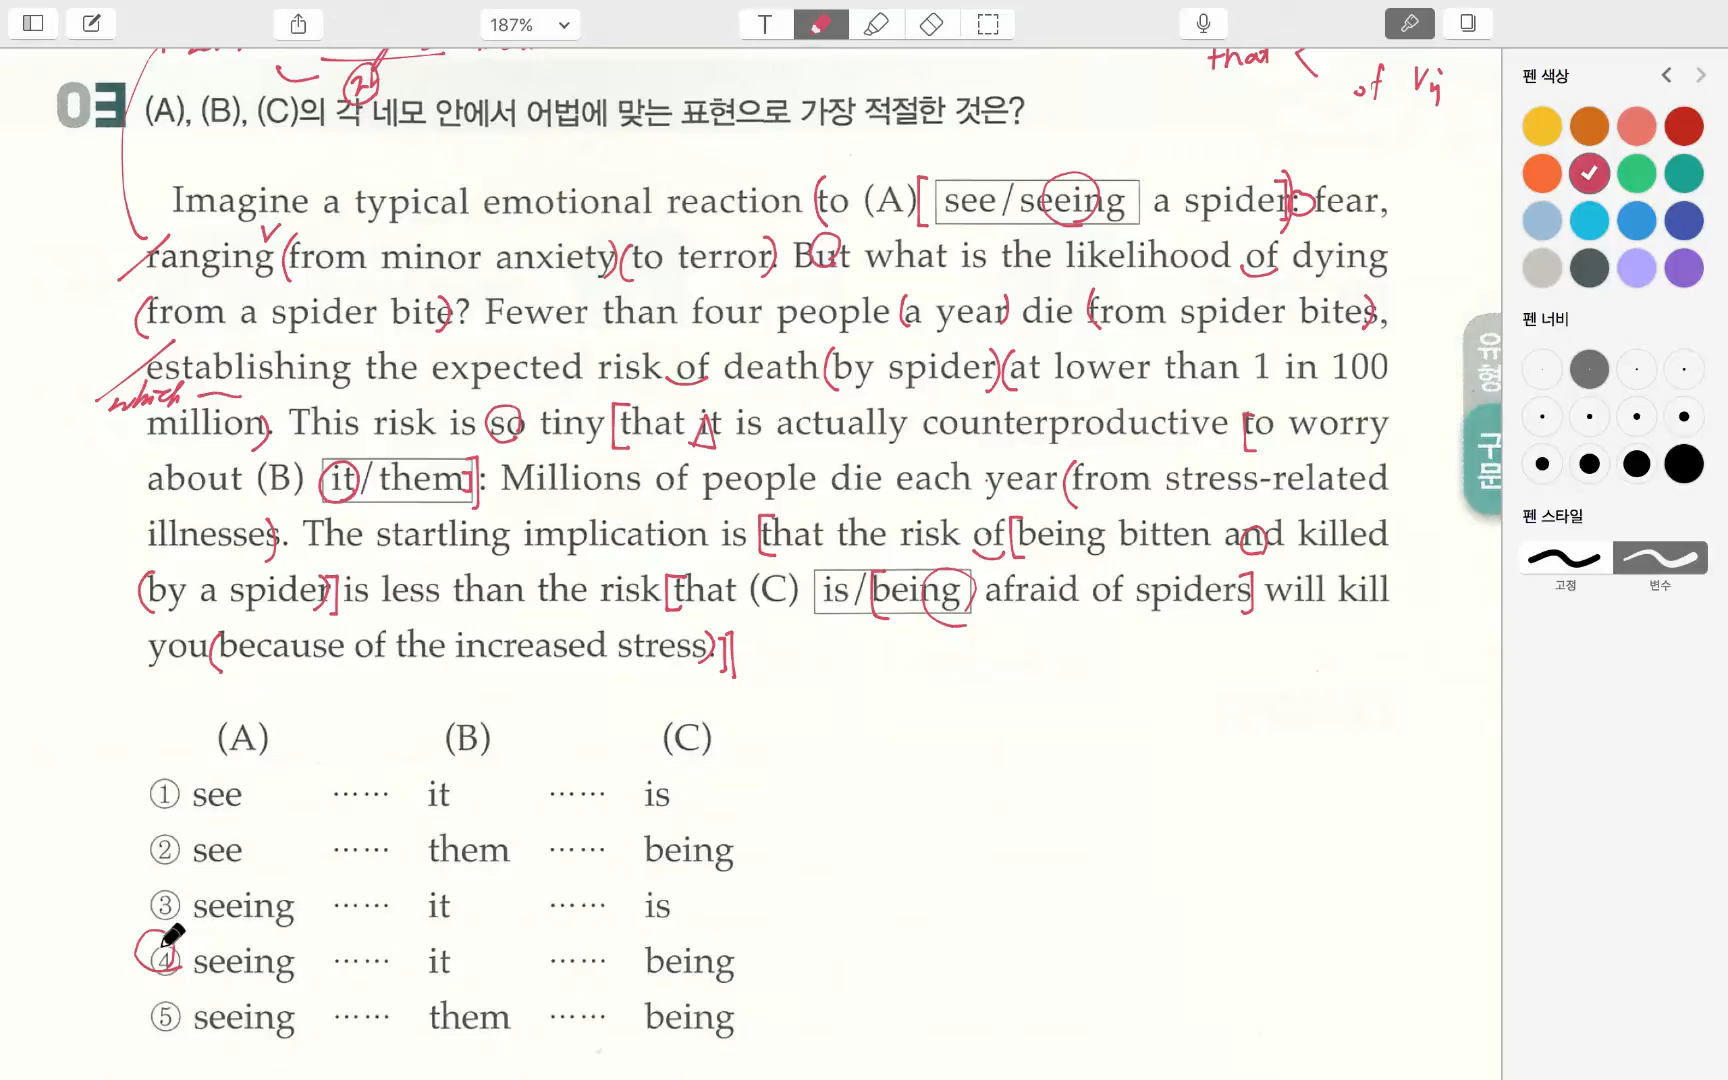 187%
T
that
of Ving
펜 색상
03 (A), (B), (C)의 각 네모 안에서 어법에 맞는 표현으로 가장 적절한 것은?
Imagine a typical emotional reaction to (A) see/seeing a spider: fear,
ranging from minor anxiety to terror. But what is the likelihood of dying
from a spider bite? Fewer than four people a year die from spider bites,
establishing the expected risk of death by spider at lower than 1 in 100
which
million. This risk is so tiny that it is actually counterproductive to worry
about (B) it/them: Millions of people die each year from stress-related
illnesses. The startling implication is that the risk of being bitten and killed
by a spider is less than the risk that (C) is/being afraid of spiders will kill
you because of the increased stress.
(A) (B) (C)
① see ······ it ······ is
② see ······ them ······ being
③ seeing ······ it ······ is
④ seeing ······ it ······ being
⑤ seeing ······ them ······ being
유형
구문
펜 너비
펜 스타일
고정 변수